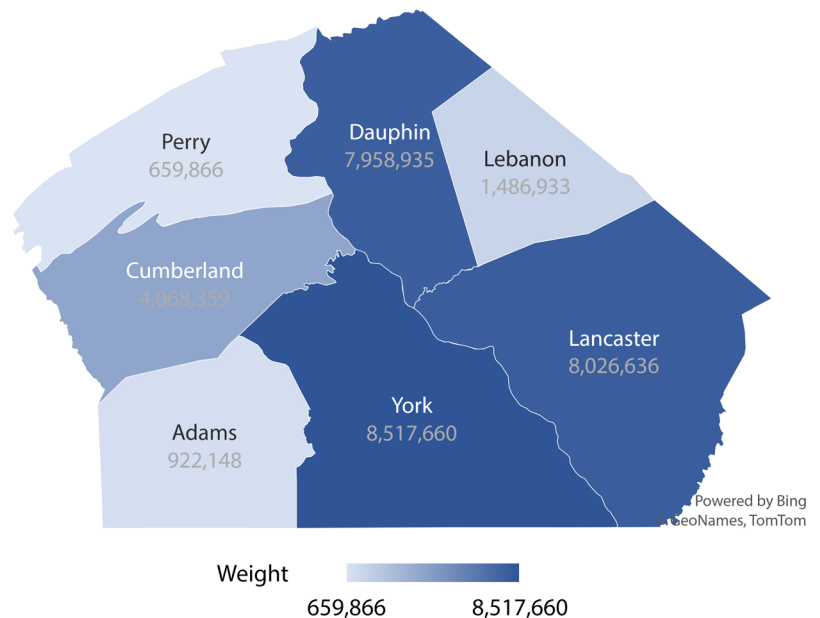 Perry
659,866
Dauphin
7,958,935
Lebanon
1,486,933
Cumberland
4,068,359
Lancaster
8,026,636
York
8,517,660
Adams
922,148
Powered by Bing
GeoNames, TomTom
Weight
659,866 8,517,660